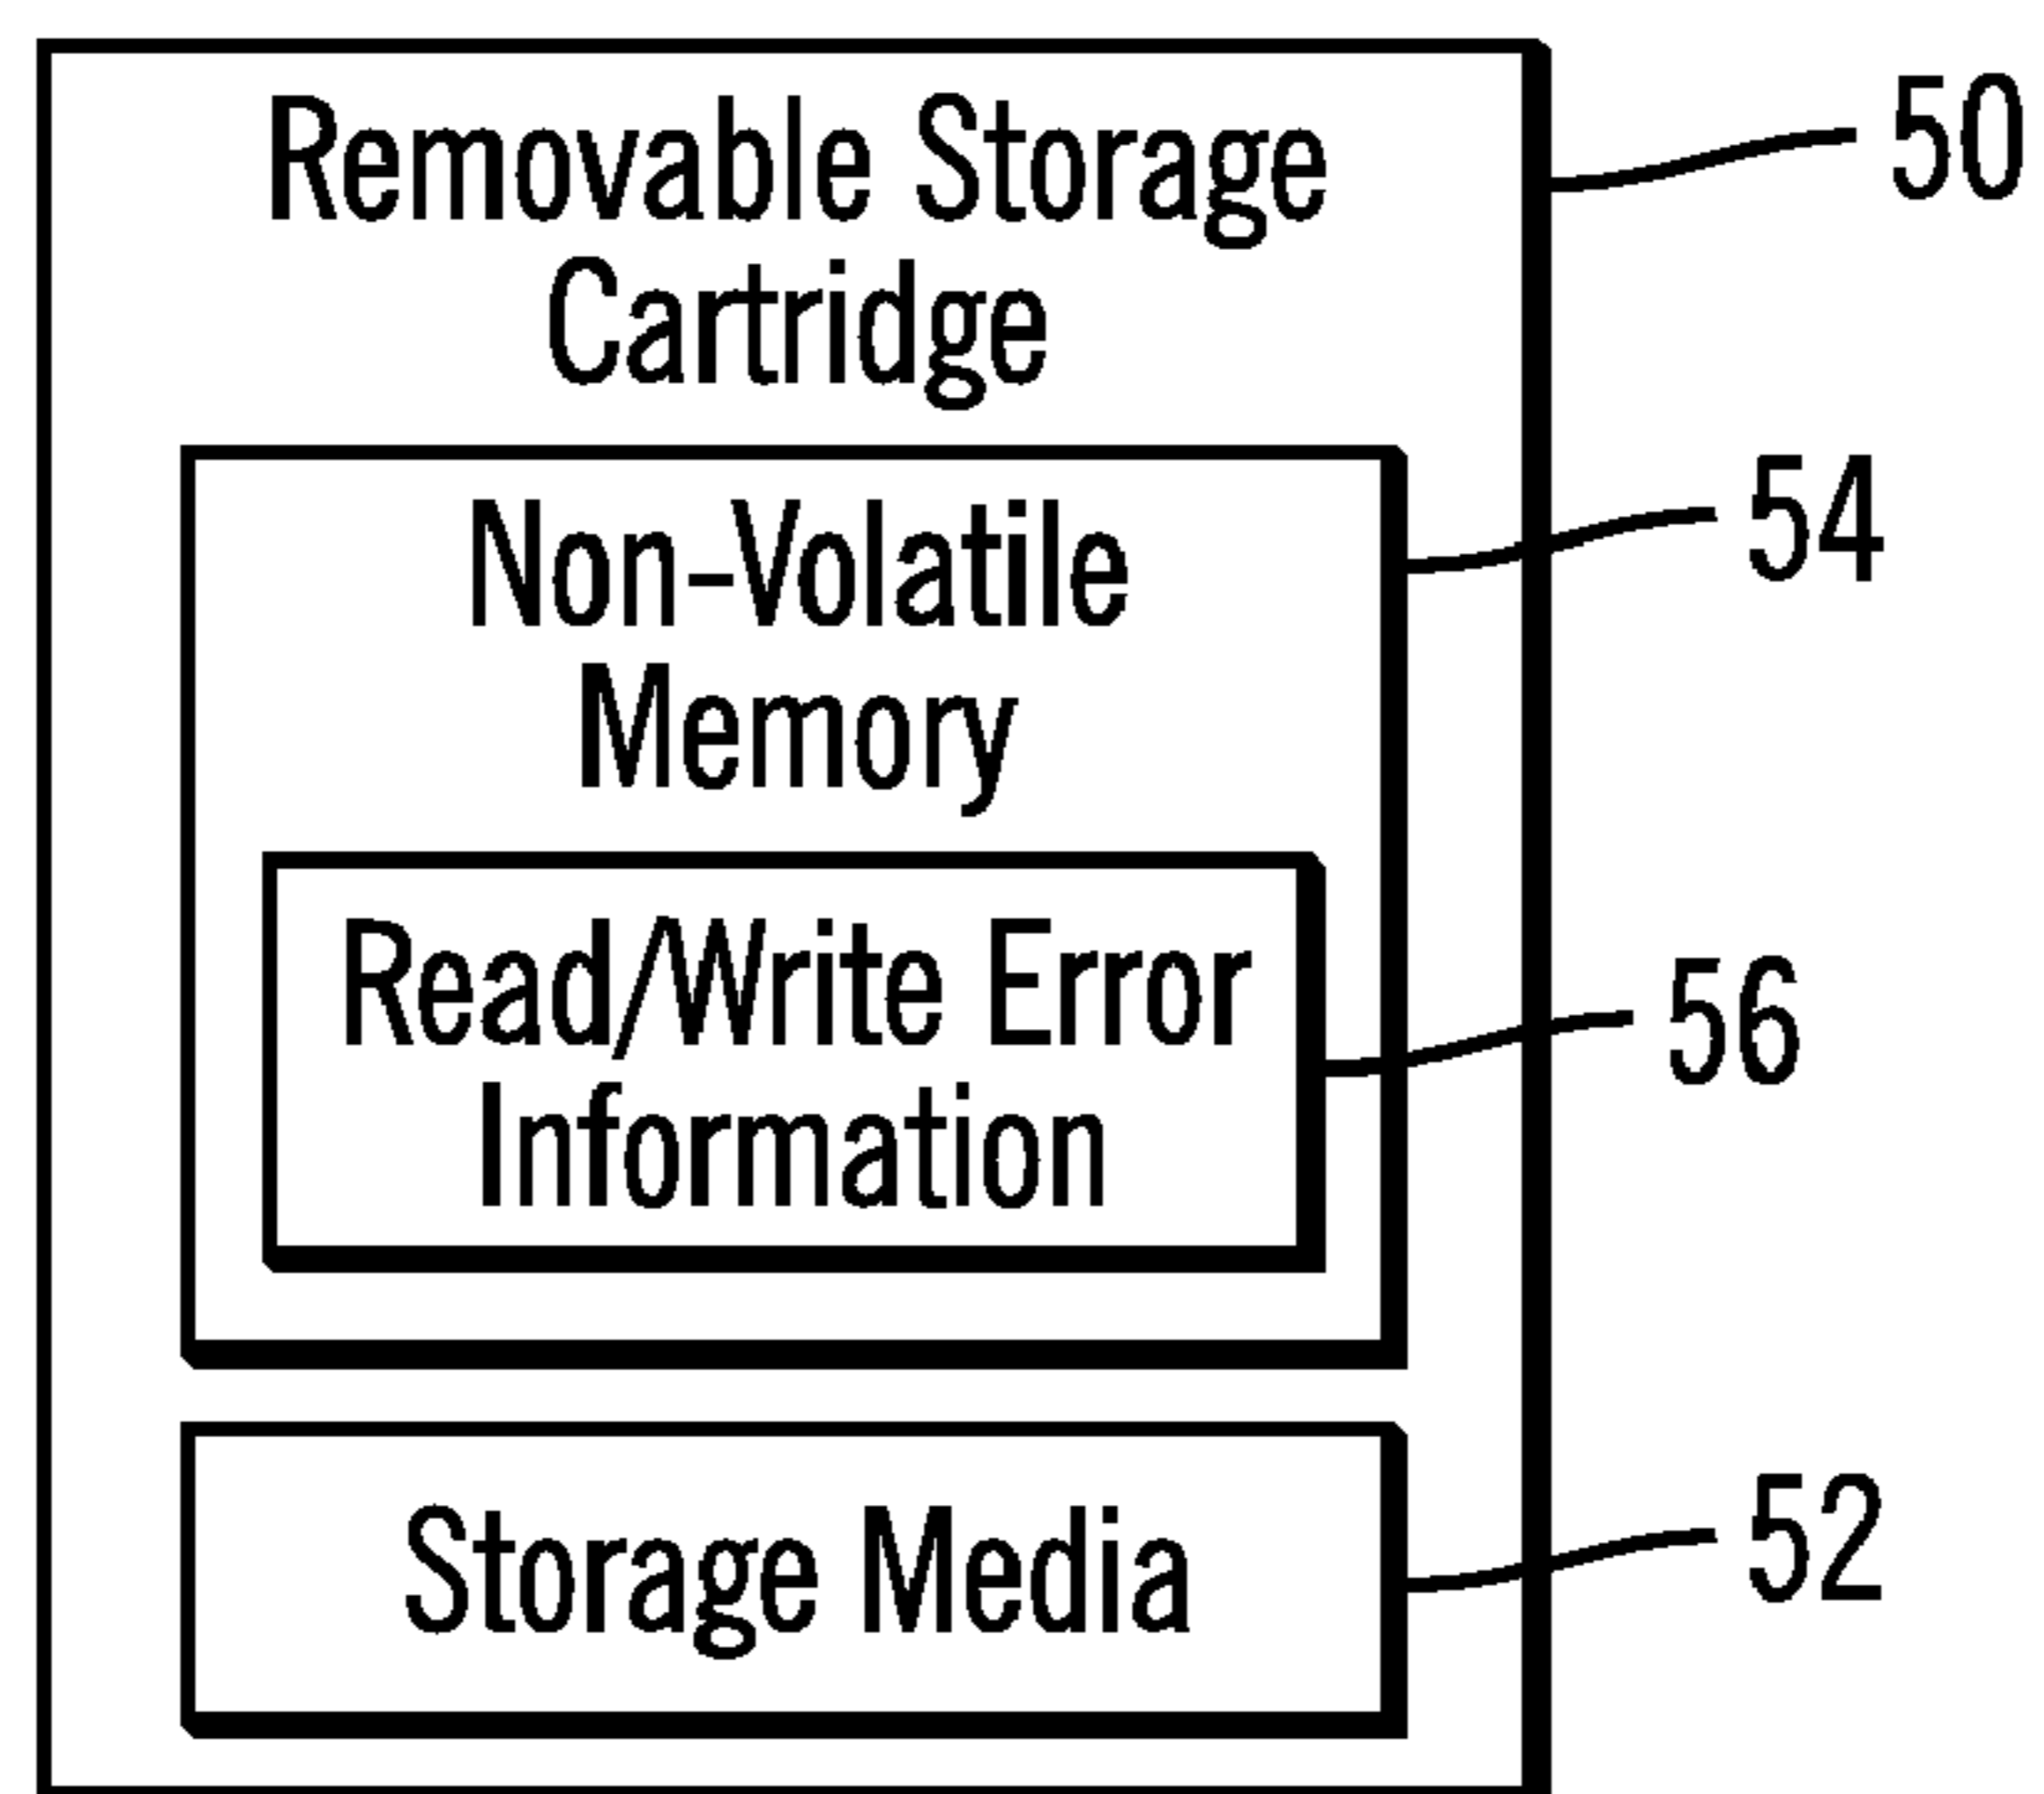 Removable Storage
Cartridge
50
Non-Volatile
Memory
54
Read/Write Error
Information
56
Storage Media
52